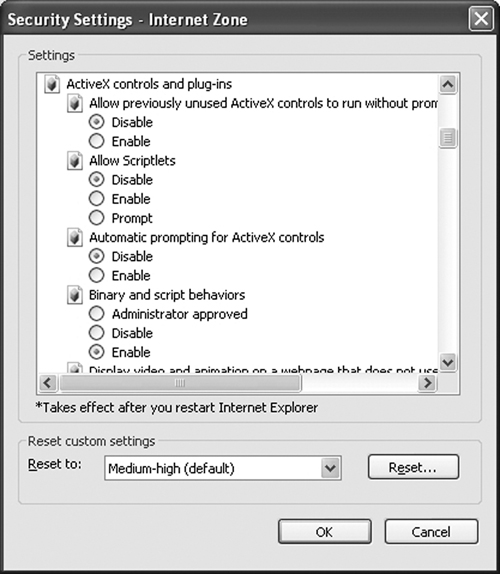 Security Settings - Internet Zone
Settings
ActiveX controls and plug-ins
Allow previously unused ActiveX controls to run without prom
Disable
Enable
Allow Scriptlets
Disable
Enable
Prompt
Automatic prompting for ActiveX controls
Disable
Enable
Binary and script behaviors
Administrator approved
Disable
Enable
Display video and animation on a webpage that does not use
*Takes effect after you restart Internet Explorer
Reset custom settings
Reset to:
Medium-high (default)
Reset...
OK
Cancel